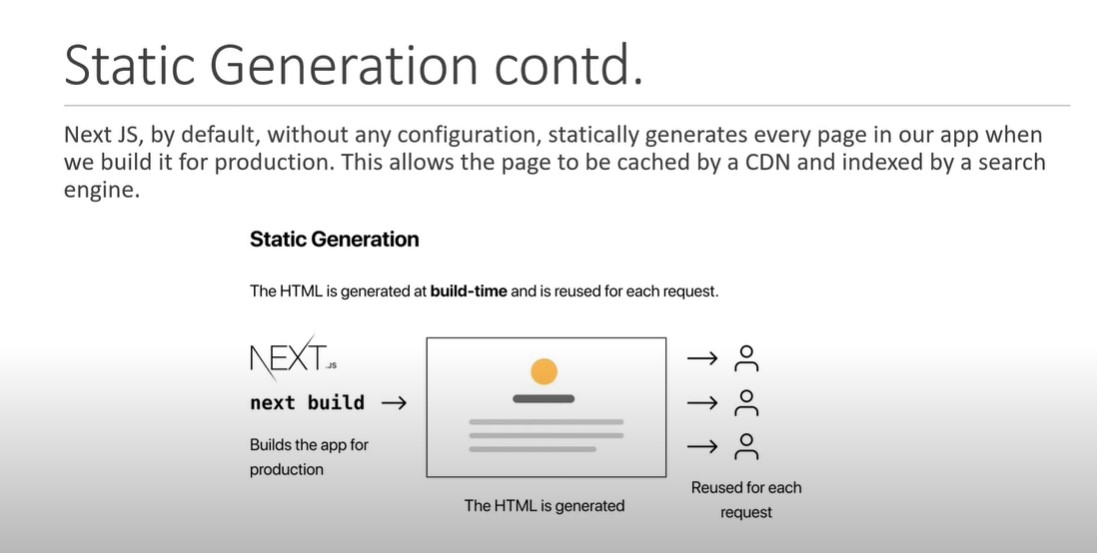 Static Generation contd.
Next JS, by default, without any configuration, statically generates every page in our app when
we build it for production. This allows the page to be cached by a CDN and indexed by a search
engine.
Static Generation
The HTML is generated at build-time and is reused for each request.
NEXT.JS
next build →
Builds the app for
production
The HTML is generated
Reused for each
request